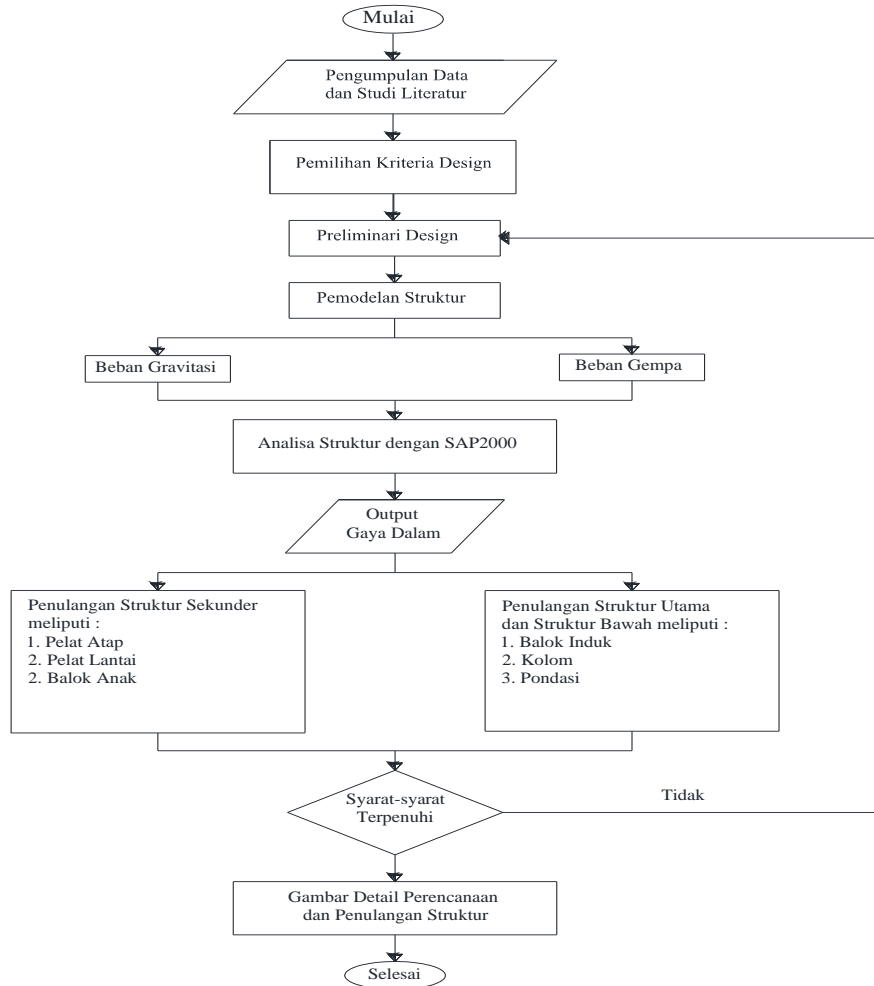 Mulai
Pengumpulan Data
dan Studi Literatur
Pemilihan Kriteria Design
Preliminari Design
Pemodelan Struktur
Beban Gravitasi
Beban Gempa
Analisa Struktur dengan SAP2000
Output
Gaya Dalam
Penulangan Struktur Sekunder
meliputi :
1. Pelat Atap
2. Pelat Lantai
2. Balok Anak
Penulangan Struktur Utama
dan Struktur Bawah meliputi :
1. Balok Induk
2. Kolom
3. Pondasi
Syarat-syarat
Terpenuhi
Tidak
Gambar Detail Perencanaan
dan Penulangan Struktur
Selesai